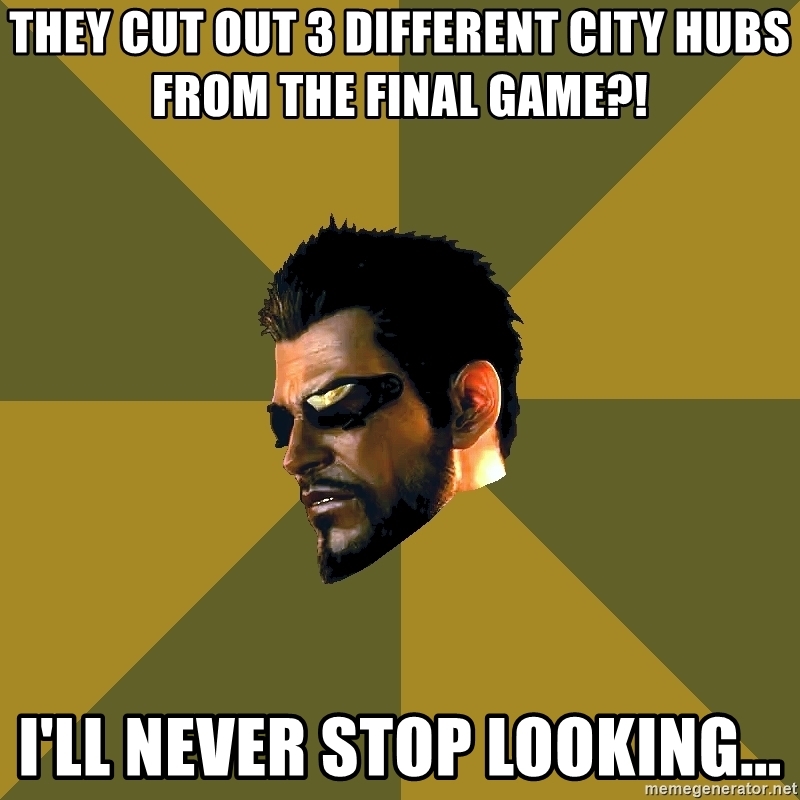 THEY CUT OUT 3 DIFFERENT CITY HUBS
FROM THE FINAL GAME?!
I'LL NEVER STOP LOOKING...
memegenerator.net